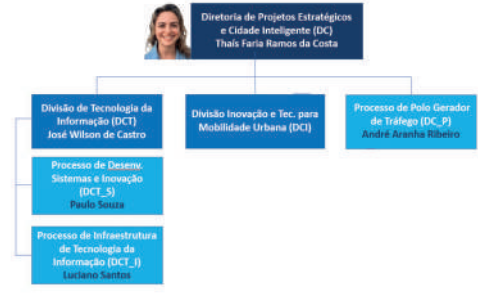 Diretoria de Projetos Estratégicos
e Cidade Inteligente (DC)
Thaís Faria Ramos da Costa
Divisão de Tecnologia da
Informação (DCT)
José Wilson de Castro
Divisão Inovação e Tec. para
Mobilidade Urbana (DCI)
Processo de Polo Gerador
de Tráfego (DC_P)
André Aranha Ribeiro
Processo de Desenv.
Sistemas e Inovação
(DCT_S)
Paulo Souza
Processo de Infraestrutura
de Tecnologia da
Informação (DCT_I)
Luciano Santos